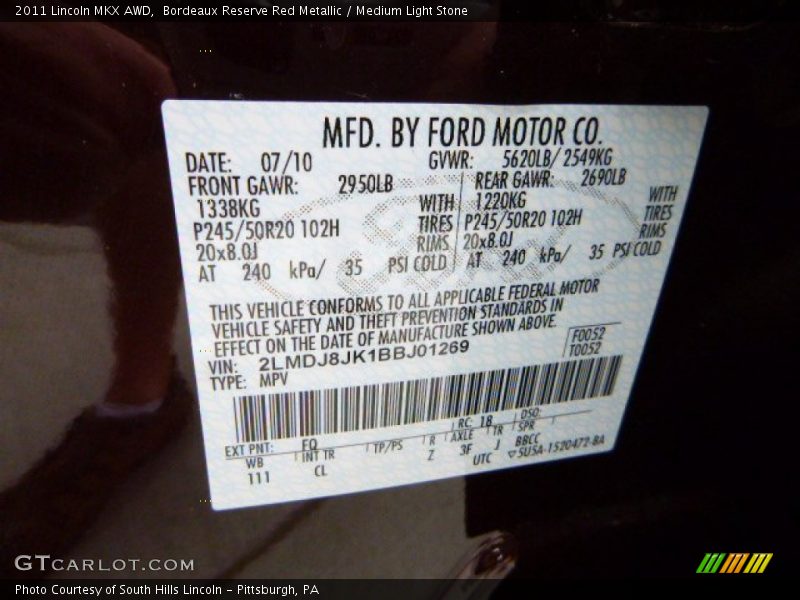 2011 Lincoln MKX AWD,  Bordeaux Reserve Red Metallic / Medium Light Stone
MFD. BY FORD MOTOR CO.
DATE: 07/10 GVWR: 5620LB/ 2549KG
FRONT GAWR: 2950LB REAR GAWR: 2690LB
1338KG WITH 1220KG WITH
P245/50R20 102H TIRES P245/50R20 102H TIRES
20x8.0J RIMS 20x8.0J RIMS
AT 240 kPa/ 35 PSI COLD AT 240 kPa/ 35 PSI COLD
THIS VEHICLE CONFORMS TO ALL APPLICABLE FEDERAL MOTOR
VEHICLE SAFETY AND THEFT PREVENTION STANDARDS IN
EFFECT ON THE DATE OF MANUFACTURE SHOWN ABOVE.
VIN: 2LMDJ8JK1BBJ01269 F0052
TYPE: MPV T0052
RC: 18 DSO:
EXT PNT: FQ
WB INT TR TP/PS R AXLE TR SPR
111 CL Z 3F J BBCC
UTC ▽5U5A-1520472-BA
GTCARLOT.COM
Photo Courtesy of South Hills Lincoln – Pittsburgh, PA